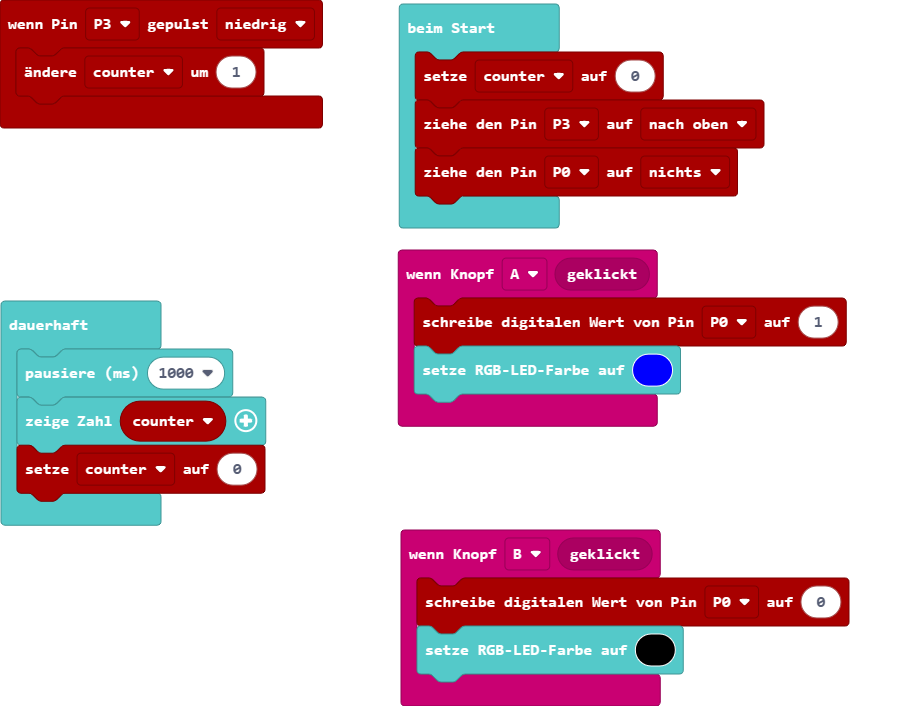 wenn Pin P3 gepulst niedrig
ändere counter um 1
beim Start
setze counter auf 0
ziehe den Pin P3 auf nach oben
ziehe den Pin P0 auf nichts
wenn Knopf A geklickt
schreibe digitalen Wert von Pin P0 auf 1
setze RGB-LED-Farbe auf
dauerhaft
pausiere (ms) 1000
zeige Zahl counter
setze counter auf 0
wenn Knopf B geklickt
schreibe digitalen Wert von Pin P0 auf 0
setze RGB-LED-Farbe auf